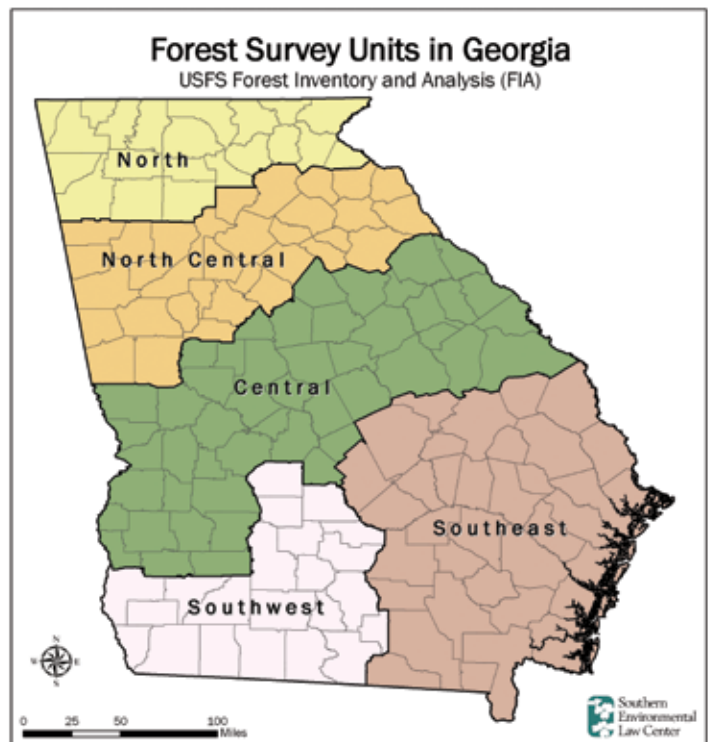 Forest Survey Units in Georgia
USFS Forest Inventory and Analysis (FIA)
North
North Central
Central
Southeast
Southwest
N
W E
S
0 25 50 100
Miles
Southern
Environmental
Law Center